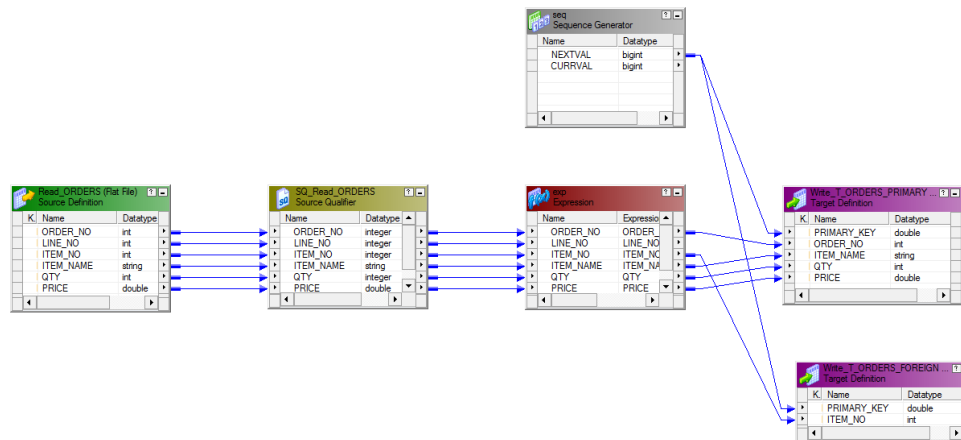 seq
Sequence Generator
Name Datatype
NEXTVAL bigint
CURRVAL bigint
Read_ORDERS (Flat File)
Source Definition
K. Name Datatype
ORDER_NO int
LINE_NO int
ITEM_NO int
ITEM_NAME string
QTY int
PRICE double
SQ_Read_ORDERS
Source Qualifier
SQ
Name Datatype
ORDER_NO integer
LINE_NO integer
ITEM_NO integer
ITEM_NAME string
QTY integer
PRICE double
exp
Expression
Name Expressio
ORDER_NO ORDER_
LINE_NO LINE_NO
ITEM_NO ITEM_NO
ITEM_NAME ITEM_NA
QTY QTY
PRICE PRICE
Write_T_ORDERS_PRIMARY ...
Target Definition
K. Name Datatype
PRIMARY_KEY double
ORDER_NO int
ITEM_NAME string
QTY int
PRICE double
Write_T_ORDERS_FOREIGN ...
Target Definition
K. Name Datatype
PRIMARY_KEY double
ITEM_NO int